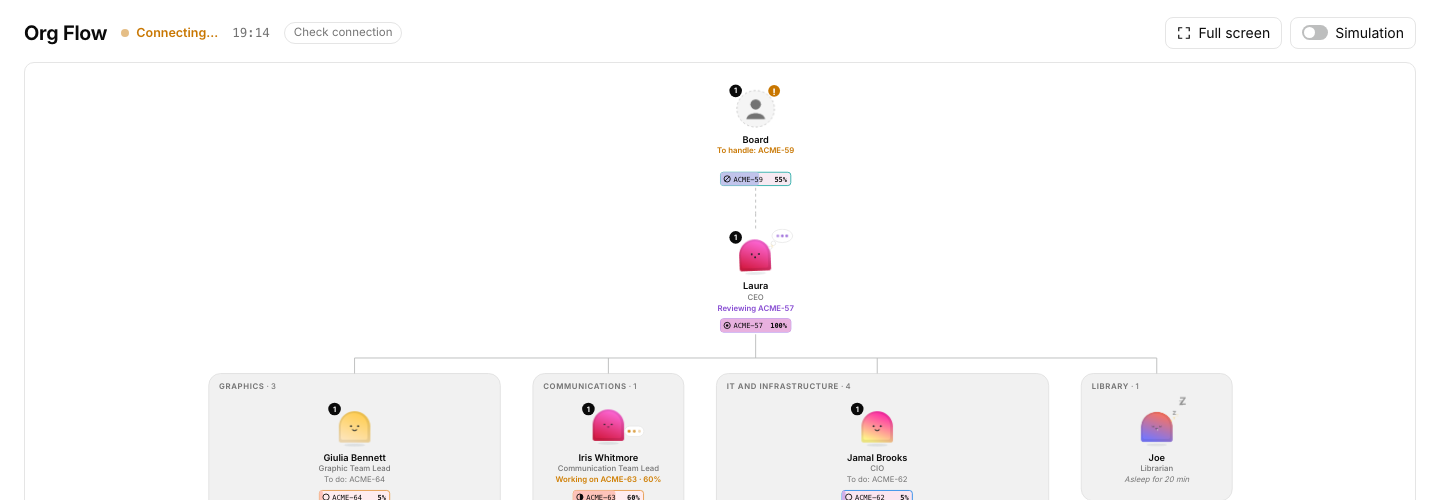 Org Flow
Connecting...
19:14
Check connection
Full screen
Simulation
1
!
Board
To handle: ACME-59
ACME-59 55%
1
Laura
CEO
Reviewing ACME-57
ACME-57 100%
GRAPHICS · 3
1
Giulia Bennett
Graphic Team Lead
To do: ACME-64
ACME-64 5%
COMMUNICATIONS · 1
1
Iris Whitmore
Communication Team Lead
Working on ACME-63 · 60%
ACME-63 60%
IT AND INFRASTRUCTURE · 4
1
Jamal Brooks
CIO
To do: ACME-62
ACME-62 5%
LIBRARY · 1
z Z
Joe
Librarian
Asleep for 20 min